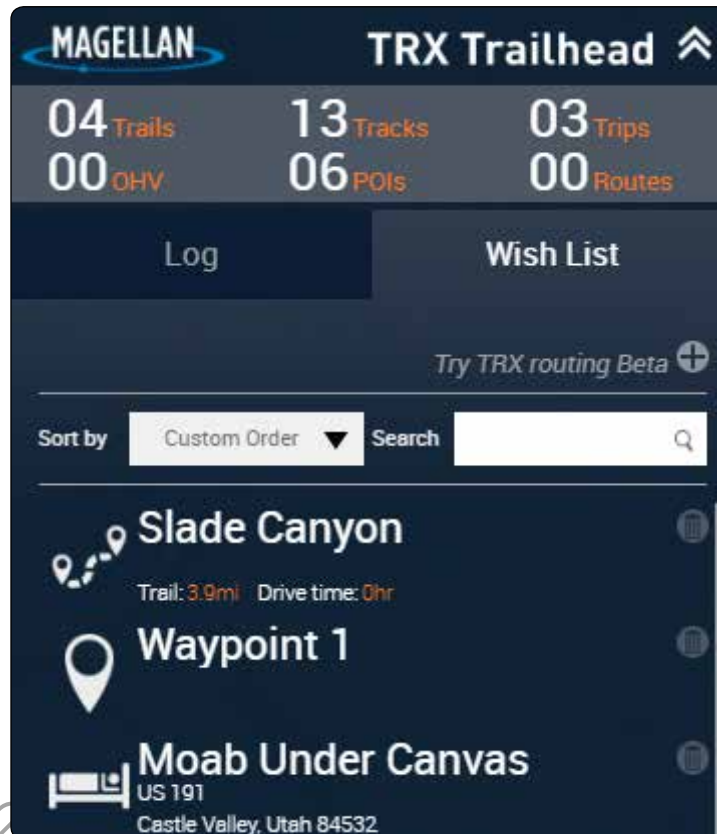 MAGELLAN TRX Trailhead
04 Trails 13 Tracks 03 Trips
00 OHV 06 POIs 00 Routes
Log Wish List
Try TRX routing Beta
Sort by Custom Order Search
Slade Canyon
Trail: 3.9mi Drive time: 0hr
Waypoint 1
Moab Under Canvas
US 191
Castle Valley, Utah 84532